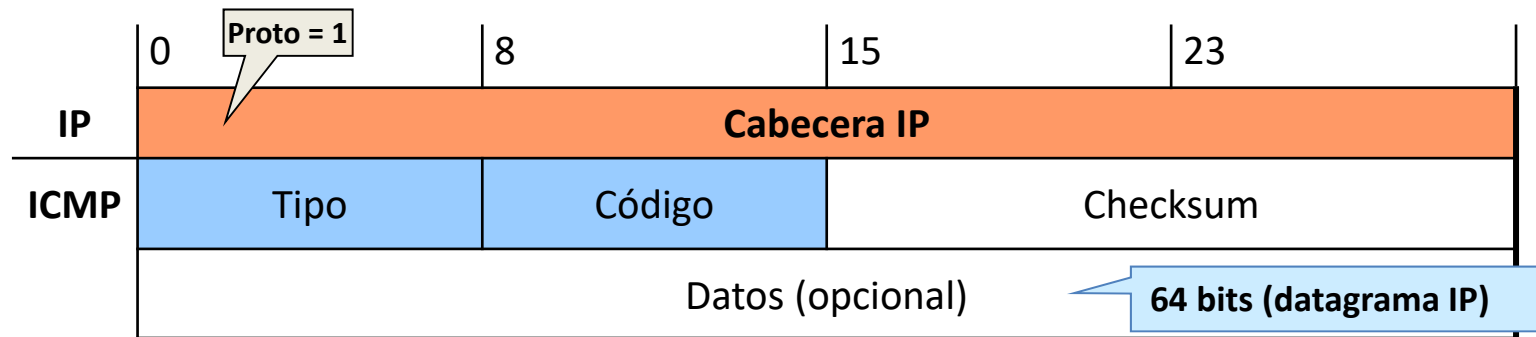 Proto = 1
0 8 15 23
IP Cabecera IP
ICMP Tipo Código Checksum
Datos (opcional) 64 bits (datagrama IP)